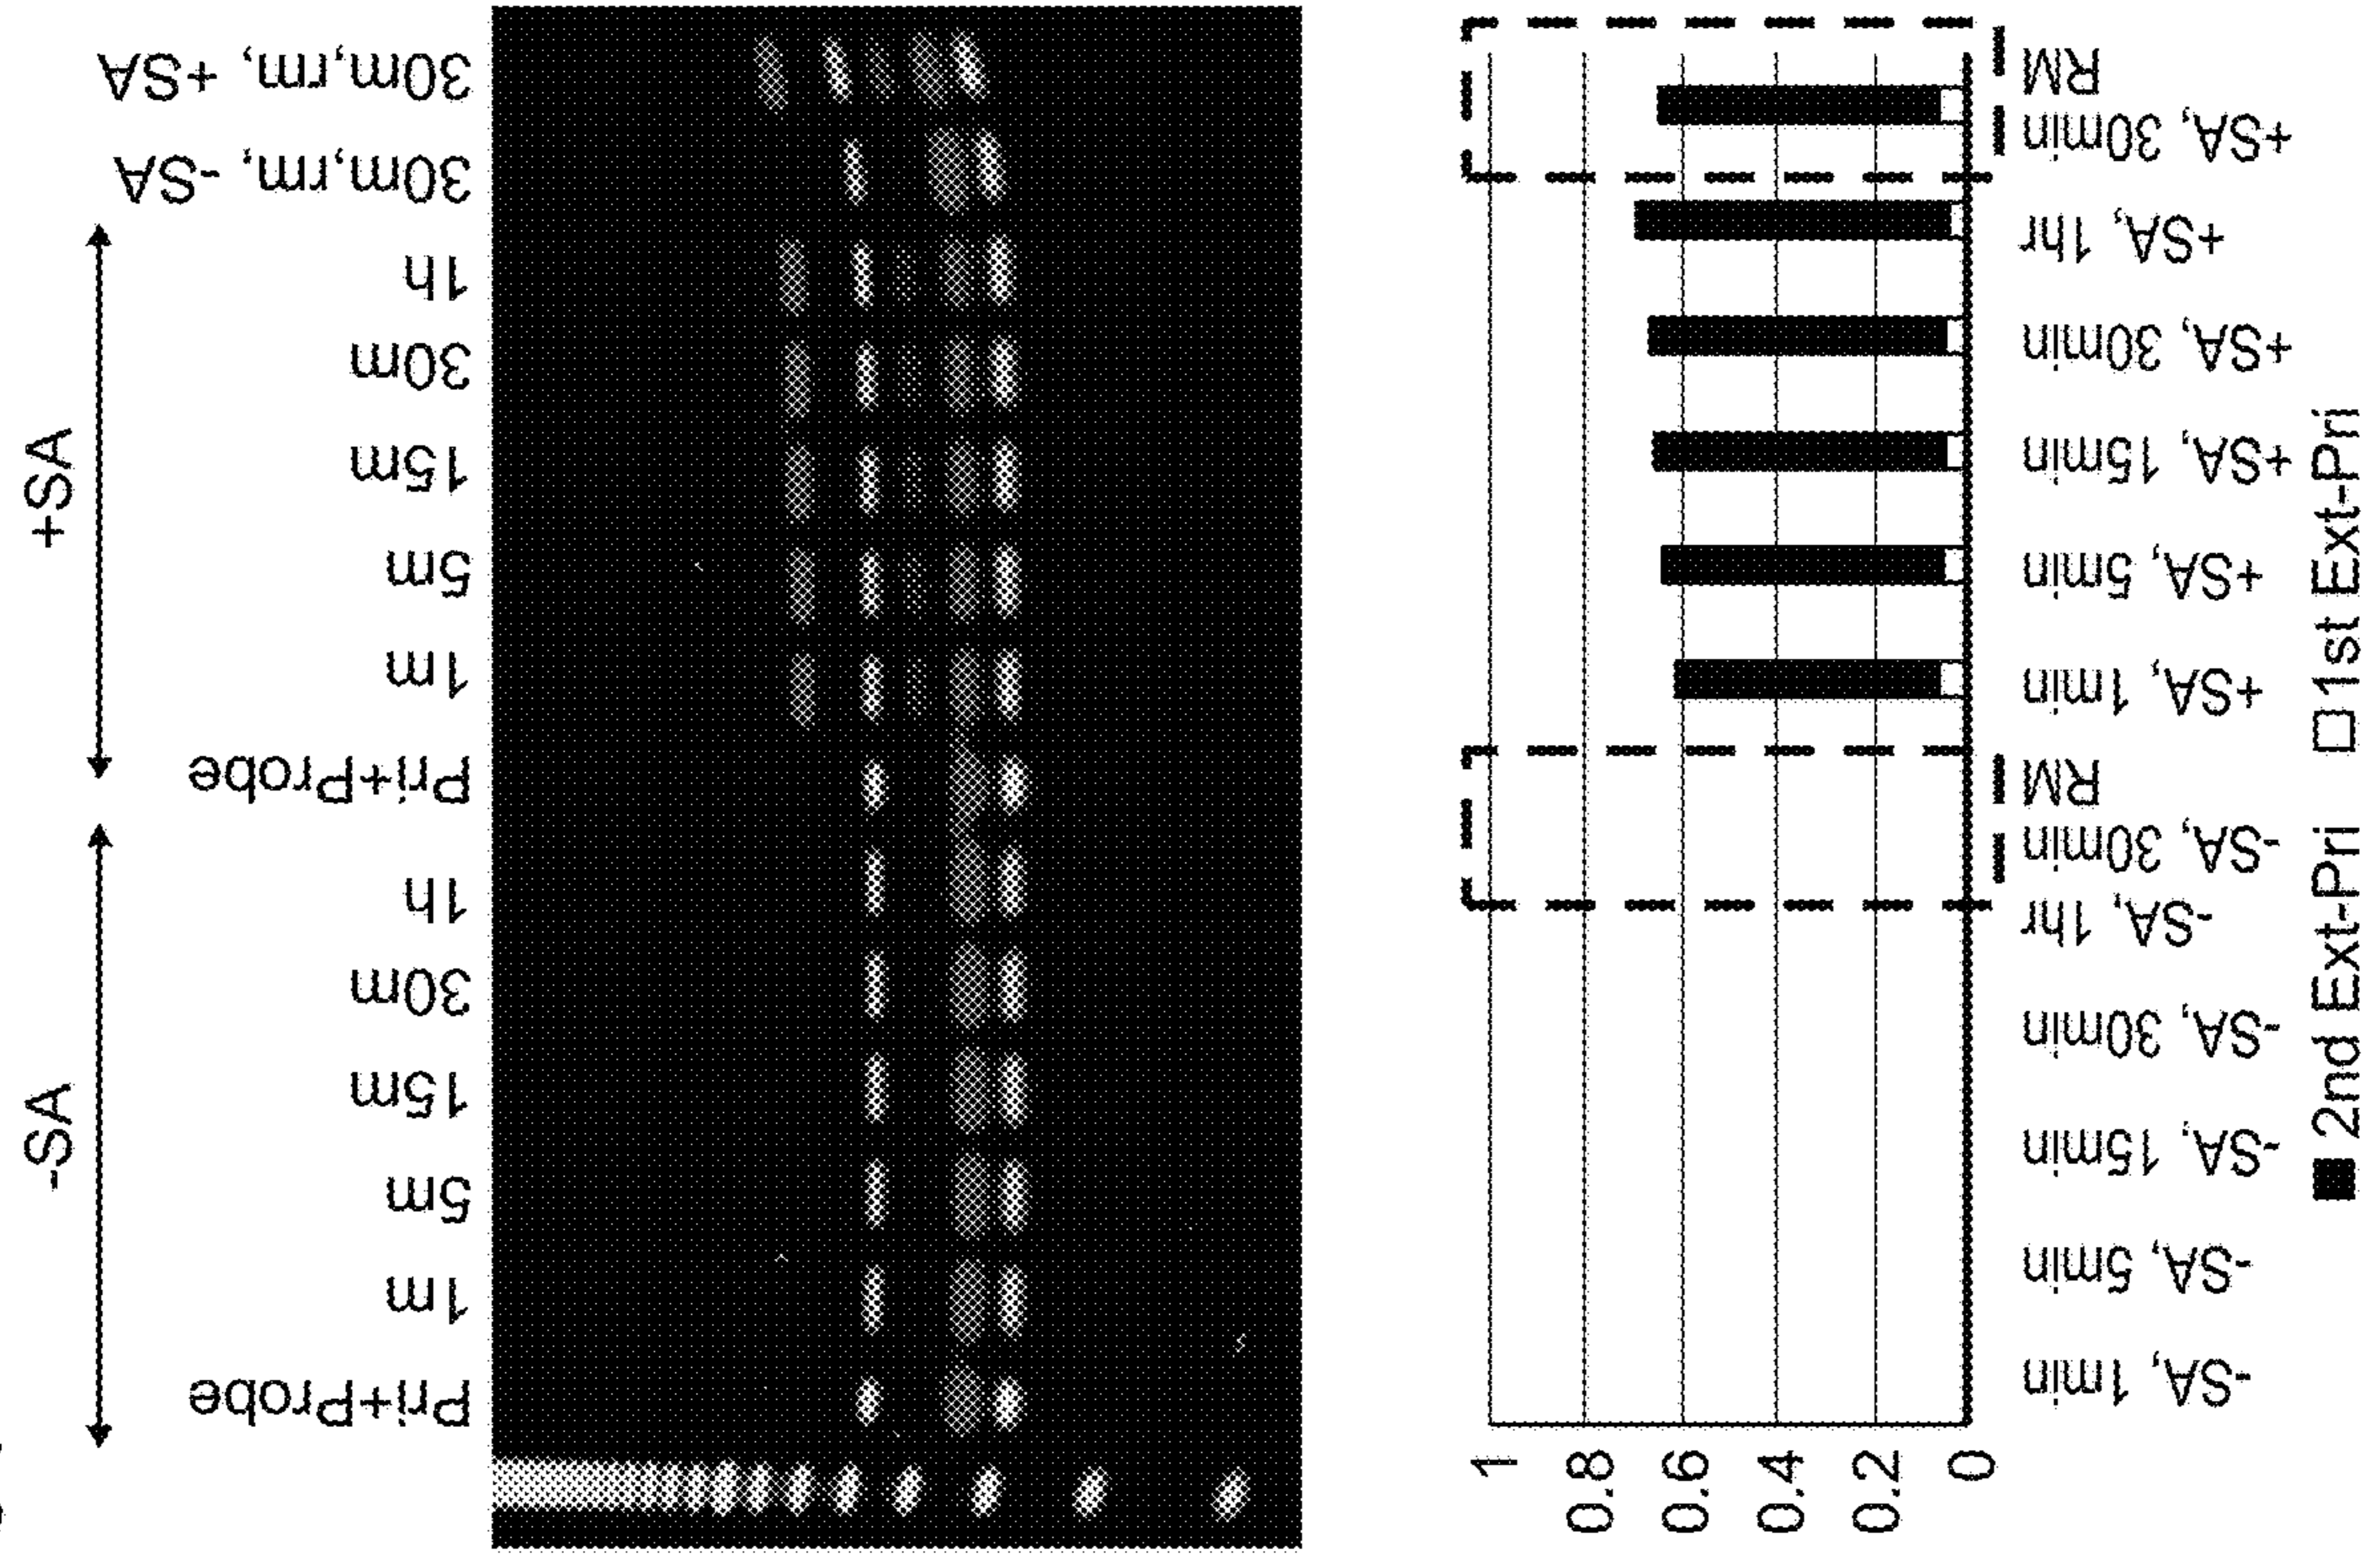 -SA
+SA
Pri+Probe
1m
5m
15m
30m
1h
Pri+Probe
1m
5m
15m
30m
1h
30m,rm, -SA
30m,rm, +SA
1
0.8
0.6
0.4
0.2
0
-SA, 1min
-SA, 5min
-SA, 15min
-SA, 30min
-SA, 1hr
-SA, 30min
RM
+SA, 1min
+SA, 5min
+SA, 15min
+SA, 30min
+SA, 1hr
+SA, 30min
RM
2nd Ext-Pri
1st Ext-Pri